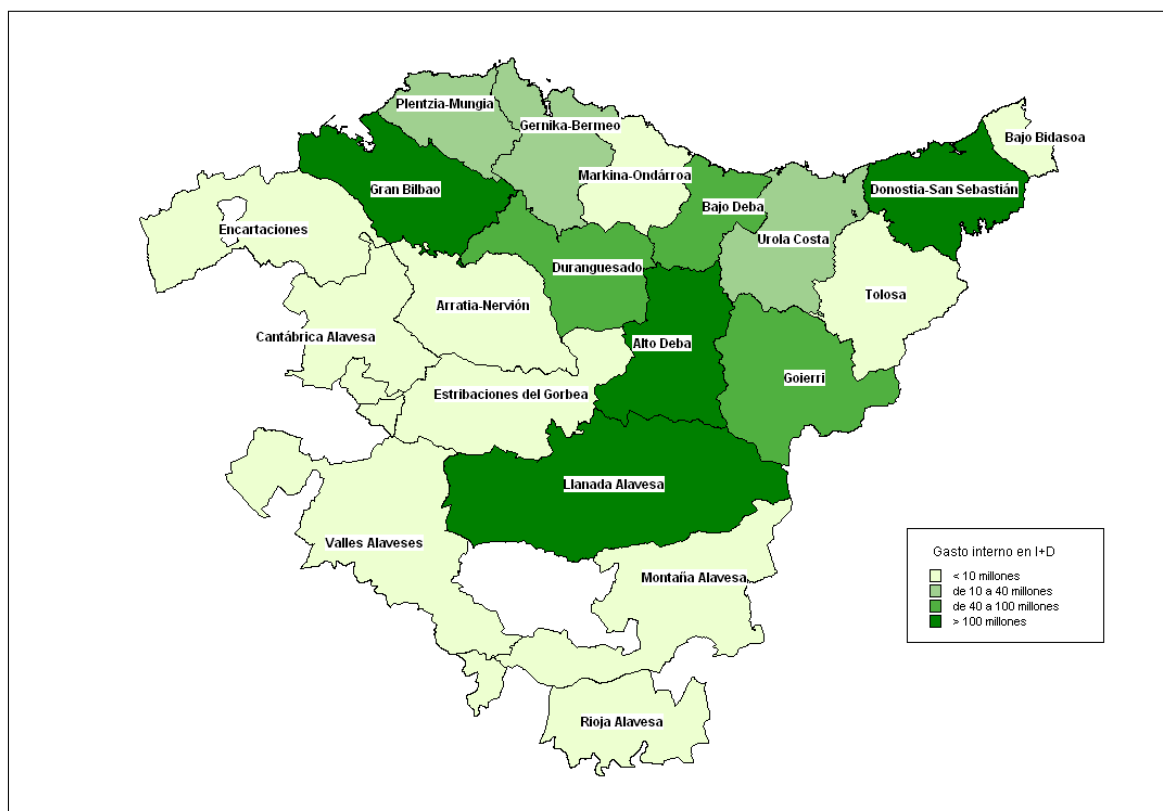 Plentzia-Mungia
Gernika-Bermeo
Bajo Bidasoa
Markina-Ondárroa
Gran Bilbao
Donostia-San Sebastián
Bajo Deba
Encartaciones
Urola Costa
Duranguesado
Tolosa
Arratia-Nervión
Cantábrica Alavesa
Alto Deba
Goierri
Estribaciones del Gorbea
Llanada Alavesa
Valles Alaveses
Montaña Alavesa
Rioja Alavesa
Gasto interno en I+D
< 10 millones
de 10 a 40 millones
de 40 a 100 millones
> 100 millones